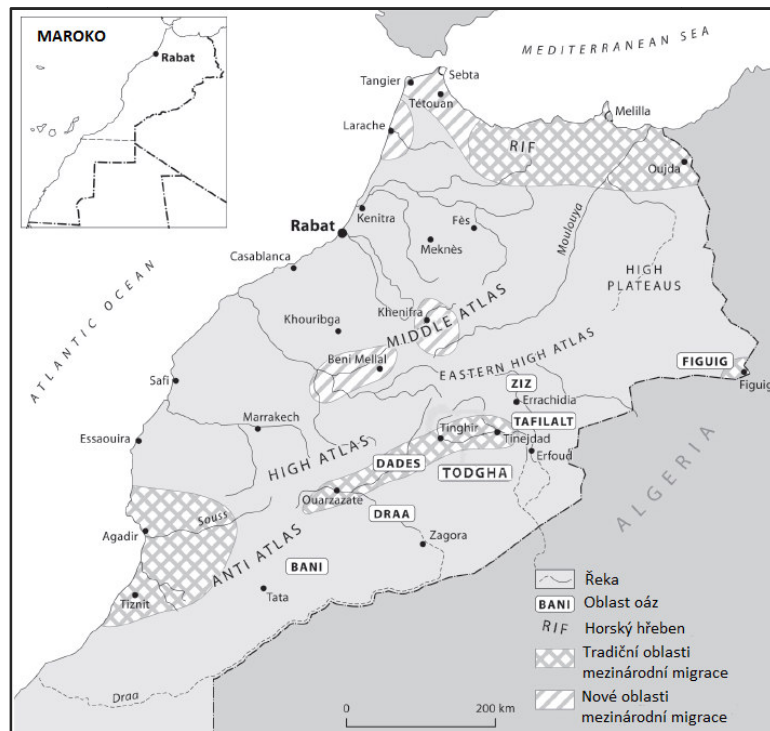 MAROKO
Rabat
MEDITERRANEAN SEA
Sebta
Tangier
Tétouan
Melilla
Larache
RIF
Oujda
Kenitra
Fès
Moulouya
Rabat
Meknès
Casablanca
HIGH
PLATEAUS
ATLANTIC OCEAN
Khenifra
Khouribga
MIDDLE ATLAS
Beni Mellal
EASTERN HIGH ATLAS
FIGUIG
Safi
ZIZ
Figuig
Errachidia
Marrakech
TAFILALT
Essaouira
Tinghir
Tinejdad
HIGH ATLAS
DADES
Erfoud
TODGHA
ALGERIA
Ouarzazate
Souss
DRAA
Agadir
Zagora
ANTI ATLAS
BANI
Tata
Tiznit
Draa
Řeka
BANI Oblast oáz
RIF Horský hřeben
Tradiční oblasti
mezinárodní migrace
Nové oblasti
mezinárodní migrace
0 200 km